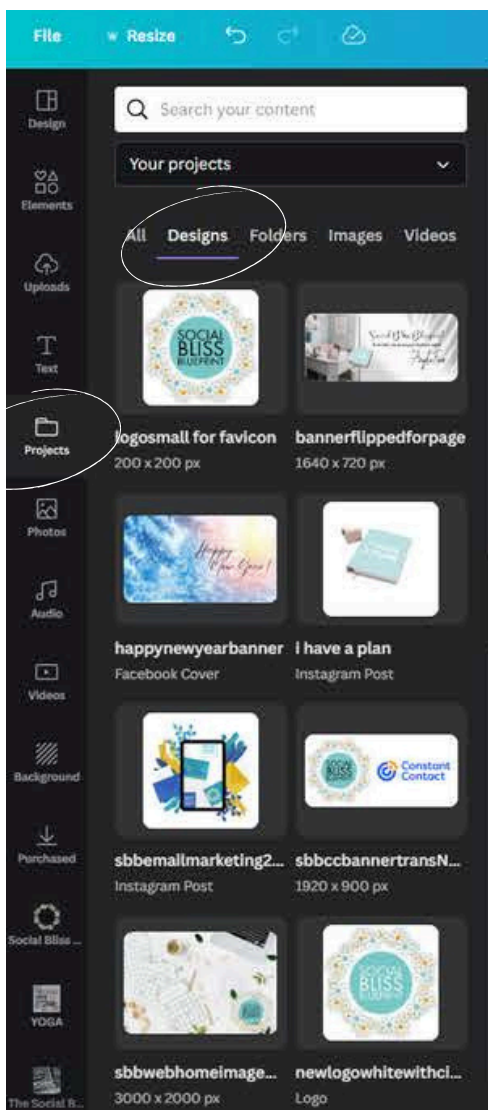 File Resize
Design
Search your content
Your projects
Elements
All Designs Folders Images Videos
Uploads
SOCIAL
BLISS
BLUEPRINT
Text
Projects
logosmall for favicon bannerflippedforpage
200 x 200 px 1640 x 720 px
Photos
Happy
New Year!
Audio
happynewyearbanner i have a plan
Facebook Cover Instagram Post
Videos
SOCIAL
BLISS
Constant
Contact
Background
Purchased
sbbemailmarketing2... sbbccbannertransN...
Instagram Post 1920 x 900 px
Social Bliss ...
SOCIAL
BLISS
BLUEPRINT
YOGA
sbbwebhomeimage... newlogowhitewithci...
The Social B...
3000 x 2000 px Logo